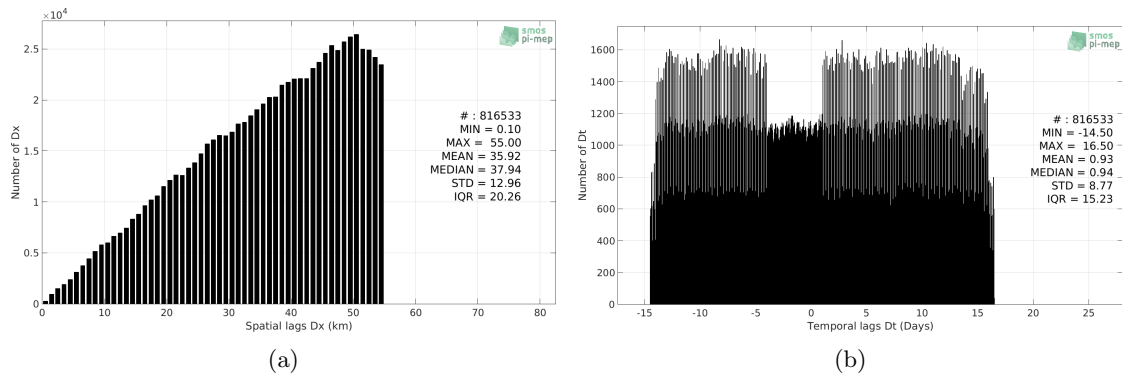 ×10⁴
2.5
2
1.5
1
0.5
0
0 10 20 30 40 50 60 70 80
Number of Dx
Spatial lags Dx (km)
smos
pi-mep
# : 816533
MIN = 0.10
MAX = 55.00
MEAN = 35.92
MEDIAN = 37.94
STD = 12.96
IQR = 20.26
(a)
1600
1400
1200
1000
800
600
400
200
0
-15 -10 -5 0 5 10 15 20 25
Number of Dt
Temporal lags Dt (Days)
smos
pi-mep
# : 816533
MIN = -14.50
MAX = 16.50
MEAN = 0.93
MEDIAN = 0.94
STD = 8.77
IQR = 15.23
(b)